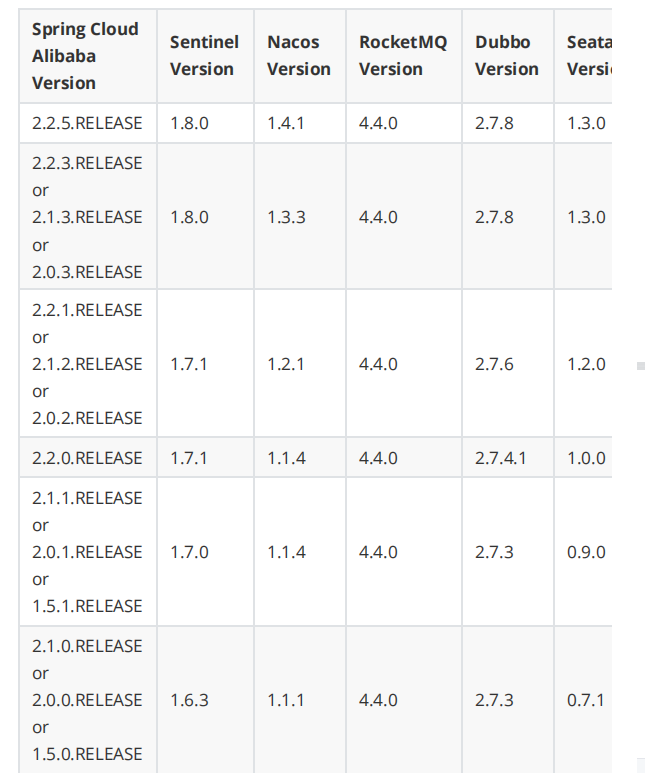 Spring Cloud Alibaba Version | Sentinel Version | Nacos Version | RocketMQ Version | Dubbo Version | Seata
2.2.5.RELEASE | 1.8.0 | 1.4.1 | 4.4.0 | 2.7.8 | 1.3.0
2.2.3.RELEASE or 2.1.3.RELEASE or 2.0.3.RELEASE | 1.8.0 | 1.3.3 | 4.4.0 | 2.7.8 | 1.3.0
2.2.1.RELEASE or 2.1.2.RELEASE or 2.0.2.RELEASE | 1.7.1 | 1.2.1 | 4.4.0 | 2.7.6 | 1.2.0
2.2.0.RELEASE | 1.7.1 | 1.1.4 | 4.4.0 | 2.7.4.1 | 1.0.0
2.1.1.RELEASE or 2.0.1.RELEASE or 1.5.1.RELEASE | 1.7.0 | 1.1.4 | 4.4.0 | 2.7.3 | 0.9.0
2.1.0.RELEASE or 2.0.0.RELEASE or 1.5.0.RELEASE | 1.6.3 | 1.1.1 | 4.4.0 | 2.7.3 | 0.7.1